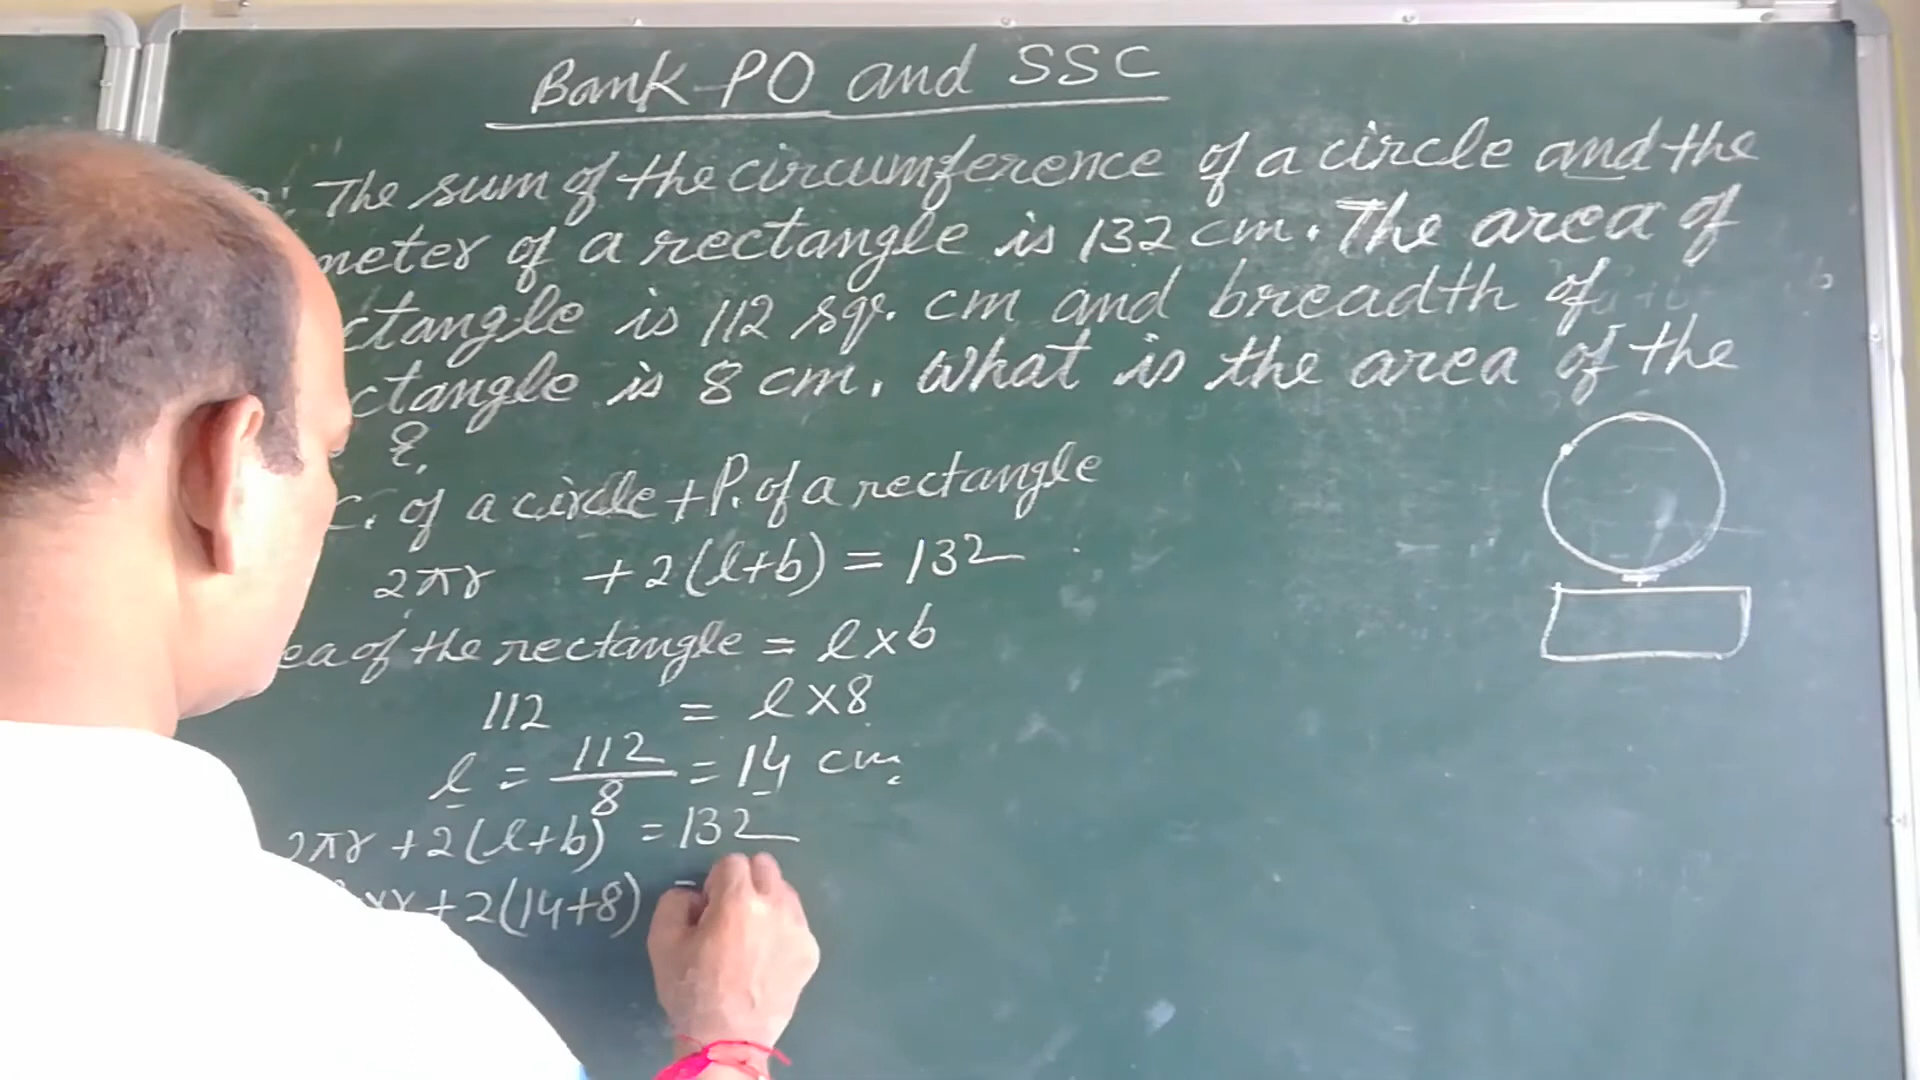 Bank PO and SSC
The sum of the circumference of a circle and the
meter of a rectangle is 132 cm. The area of
ctangle is 112 sqr. cm and breadth of
ctangle is 8 cm. What is the area of the
C. of a circle + P. of a rectangle
2πr + 2(l+b) = 132
ea of the rectangle = l×b
112 = l×8
l = 112/8 = 14 cm.
2πr + 2(l+b) = 132
×r + 2(14+8) =